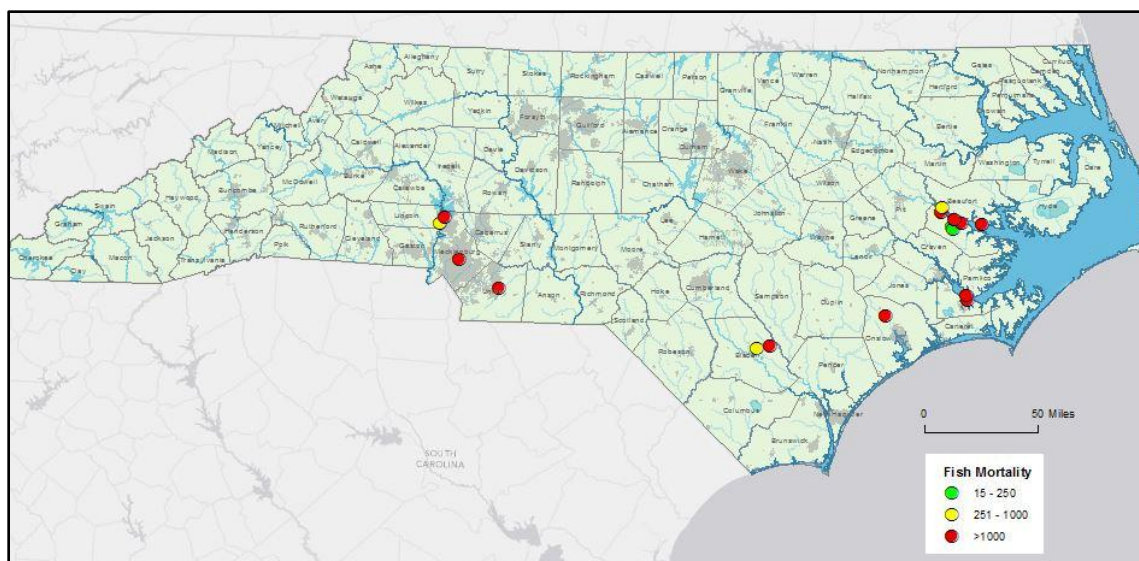 Ashe
Alleghany
Surry
Stokes
Rockingham
Caswell
Person
Granville
Vance
Warren
Northampton
Gates
Hertford
Halifax
Watauga
Wilkes
Yadkin
Forsyth
Guilford
Alamance
Orange
Durham
Franklin
Nash
Edgecombe
Bertie
Mitchell
Avery
Yancey
Madison
Caldwell
Alexander
Davie
Iredell
Davidson
Randolph
Chatham
Wake
Wilson
Martin
Washington
Tyrrell
Dare
Swain
Haywood
Buncombe
McDowell
Burke
Catawba
Rowan
Johnston
Greene
Pitt
Beaufort
Hyde
Graham
Jackson
Henderson
Polk
Rutherford
Cleveland
Lincoln
Gaston
Cabarrus
Stanly
Montgomery
Moore
Lee
Harnett
Wayne
Lenoir
Craven
Pamlico
Cherokee
Clay
Macon
Transylvania
Mecklenburg
Union
Anson
Richmond
Hoke
Cumberland
Sampson
Duplin
Jones
Carteret
Scotland
Onslow
Robeson
Bladen
Pender
Columbus
New Hanover
Brunswick
SOUTH
CAROLINA
0 50 Miles
Fish Mortality
15 - 250
251 - 1000
>1000